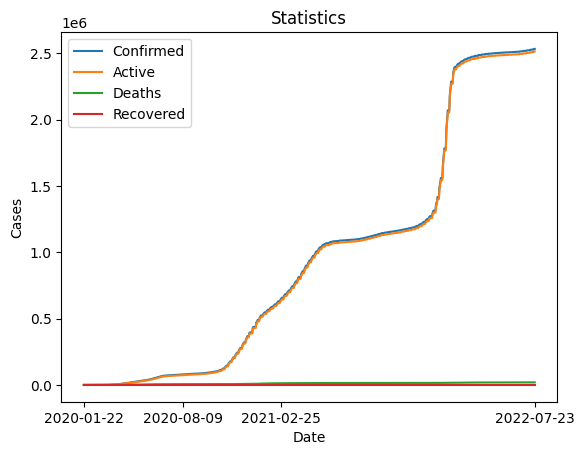 Statistics
1e6
Confirmed
Active
Deaths
Recovered
2.5
2.0
1.5
1.0
0.5
0.0
Cases
2020-01-22 2020-08-09 2021-02-25 2022-07-23
Date